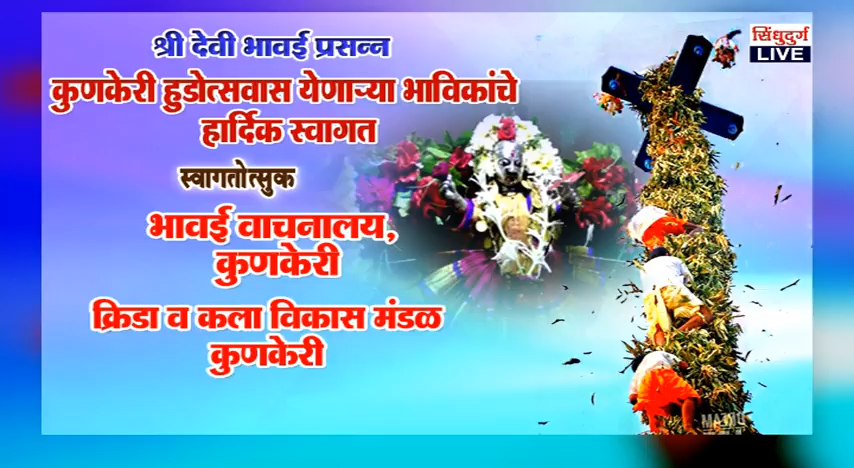 श्री देवी भावई प्रसन्न
कुणकेरी हुडोत्सवास येणाऱ्या भाविकांचे
हार्दिक स्वागत
स्वागतोत्सुक
भावई वाचनालय,
कुणकेरी
क्रिडा व कला विकास मंडळ
कुणकेरी
सिंधुदुर्ग
LIVE